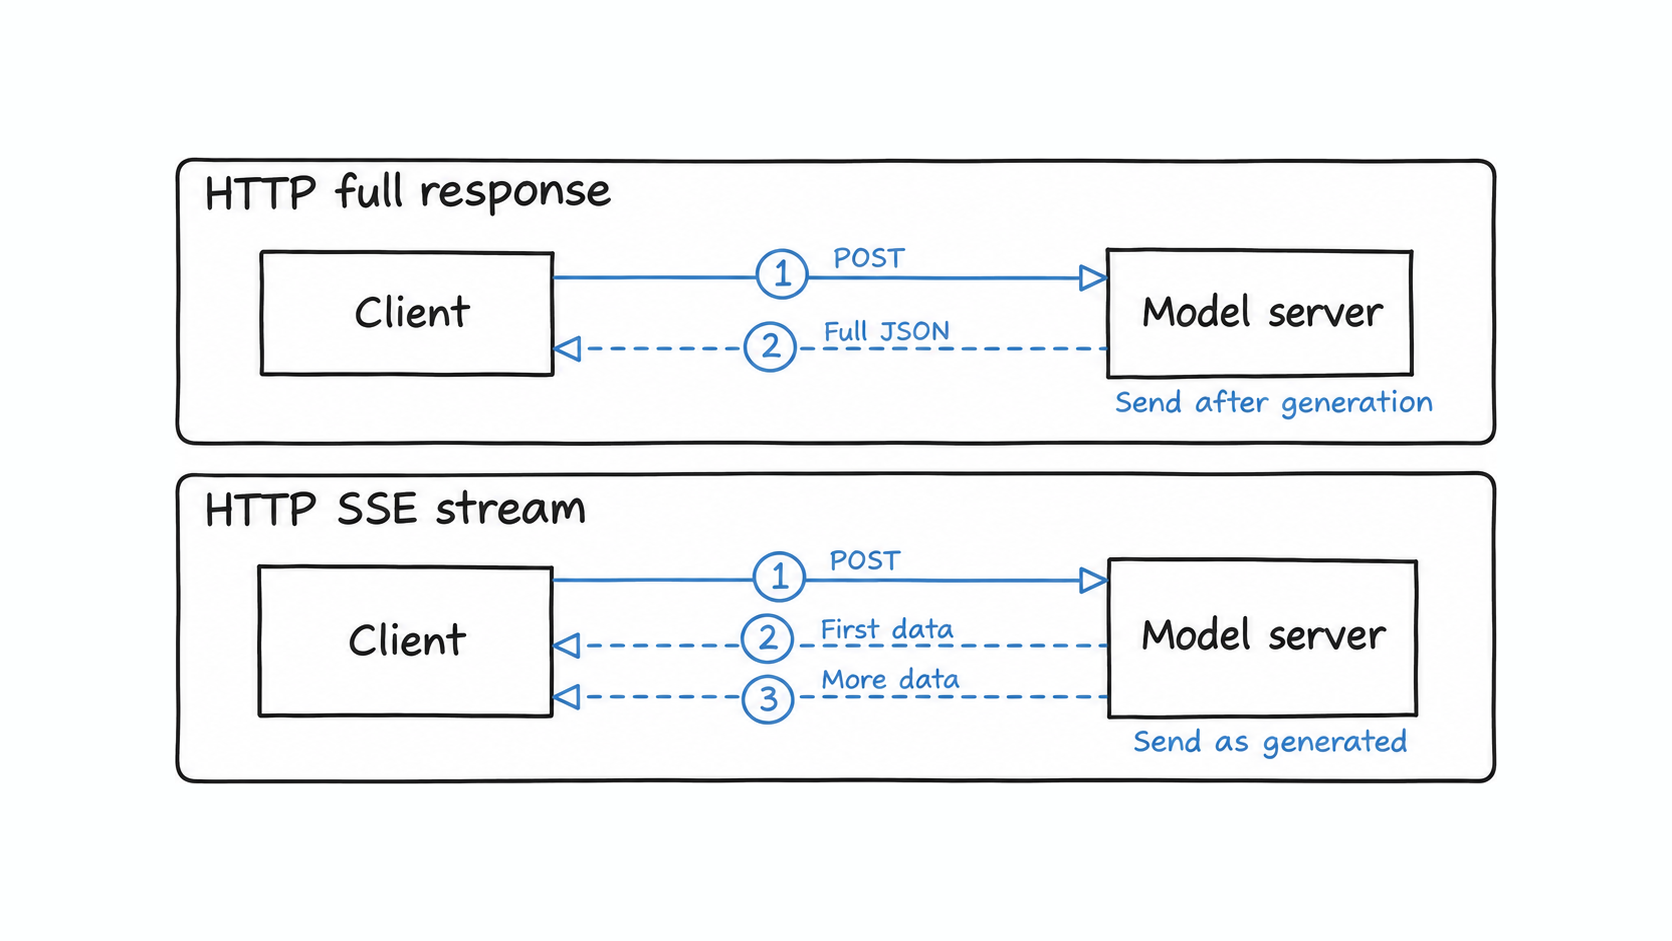 HTTP full response
Client
1
POST
2
Full JSON
Model server
Send after generation
HTTP SSE stream
Client
1
POST
2
First data
3
More data
Model server
Send as generated